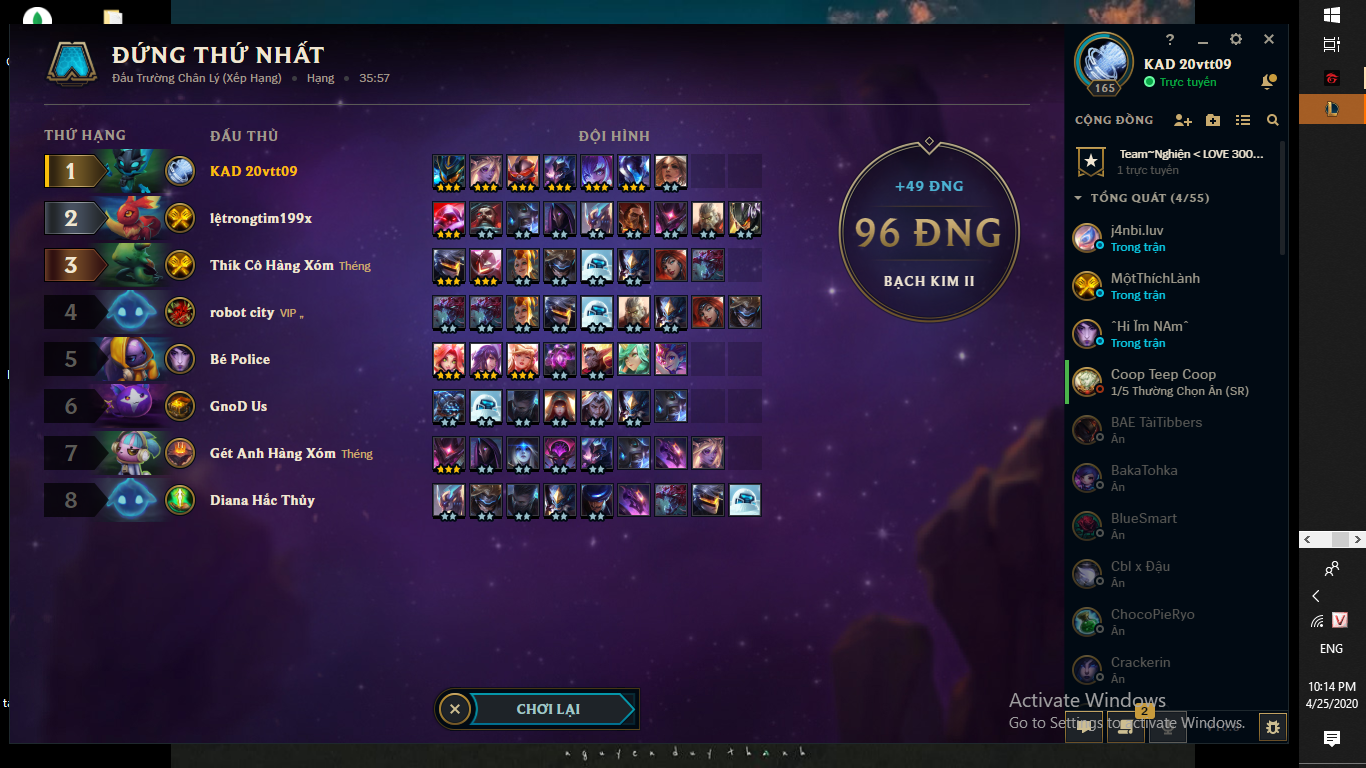 ĐỨNG THỨ NHẤT
Đấu Trường Chân Lý (Xếp Hạng) • Hạng • 35:57
THỨ HẠNG ĐẤU THỦ ĐỘI HÌNH
1 KAD 20vtt09
2 lệtrongtim199x
3 Thík Cô Hàng Xóm Théng
4 robot city VIP „
5 Bé Police
6 GnoD Us
7 Gét Anh Hàng Xóm Théng
8 Diana Hắc Thủy
+49 ĐNG
96 ĐNG
BẠCH KIM II
CHƠI LẠI
KAD 20vtt09
165
Trực tuyến
CỘNG ĐỒNG
Team~Nghiện < LOVE 300...
1 trực tuyến
TỔNG QUÁT (4/55)
j4nbi.luv
Trong trận
MộtThíchLành
Trong trận
ˆHi Ïm NAmˆ
Trong trận
Coop Teep Coop
1/5 Thường Chọn Ẩn (SR)
BAE TàiTibbers
Ẩn
BakaTohka
Ẩn
BlueSmart
Ẩn
Cbl x Đậu
Ẩn
ChocoPieRyo
Ẩn
Crackerin
Ẩn
2
Activate Windows
Go to Settings to activate Windows.
nguyen duy thanh
ENG
10:14 PM
4/25/2020